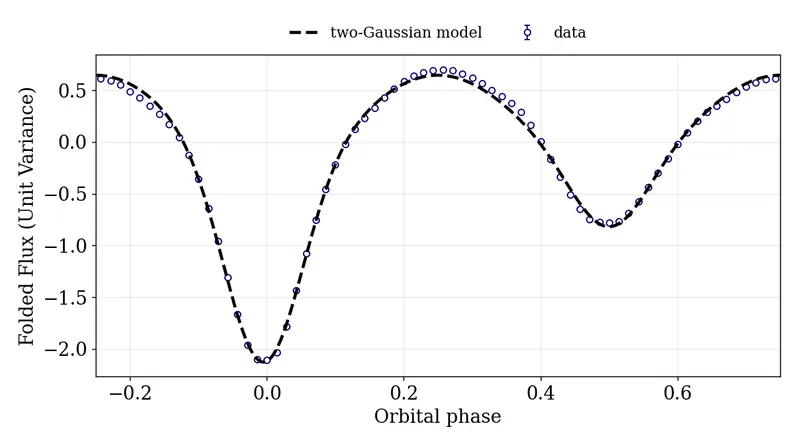 two-Gaussian model
data
Folded Flux (Unit Variance)
0.5
0.0
−0.5
−1.0
−1.5
−2.0
−0.2
0.0
0.2
0.4
0.6
Orbital phase